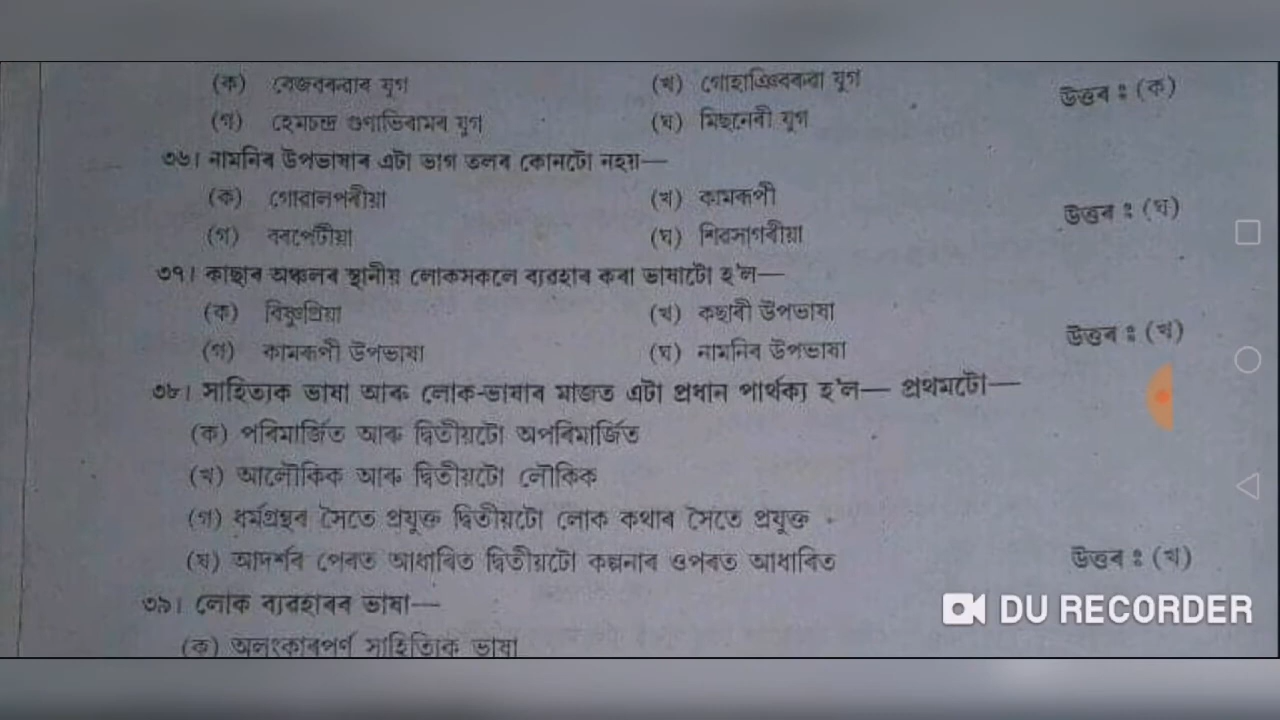 (ক) বেজবৰুৱাৰ যুগ (খ) গোহাঞিবৰুৱা যুগ উত্তৰ : (ক)
(গ) হেমচন্দ্ৰ গুণাভিৰামৰ যুগ (ঘ) মিছনেৰী যুগ
৩৬। নামনিৰ উপভাষাৰ এটা ভাগ তলৰ কোনটো নহয়—
(ক) গোৱালপৰীয়া (খ) কামৰূপী উত্তৰ : (ঘ)
(গ) বৰপেটীয়া (ঘ) শিৱসাগৰীয়া
৩৭। কাছাৰ অঞ্চলৰ স্থানীয় লোকসকলে ব্যৱহাৰ কৰা ভাষাটো হ'ল—
(ক) বিষ্ণুপ্ৰিয়া (খ) কছাৰী উপভাষা উত্তৰ : (খ)
(গ) কামৰূপী উপভাষা (ঘ) নামনিৰ উপভাষা
৩৮। সাহিত্যিক ভাষা আৰু লোক-ভাষাৰ মাজত এটা প্ৰধান পাৰ্থক্য হ'ল— প্ৰথমটো—
(ক) পৰিমাৰ্জিত আৰু দ্বিতীয়টো অপৰিমাৰ্জিত
(খ) আলৌকিক আৰু দ্বিতীয়টো লৌকিক
(গ) ধৰ্মগ্ৰন্থৰ সৈতে প্ৰযুক্ত দ্বিতীয়টো লোক কথাৰ সৈতে প্ৰযুক্ত
(ঘ) আদৰ্শৰ পেৰত আধাৰিত দ্বিতীয়টো কল্পনাৰ ওপৰত আধাৰিত উত্তৰ : (খ)
৩৯। লোক ব্যৱহাৰৰ ভাষা—
(ক) অলংকাৰপূৰ্ণ সাহিত্যিক ভাষা
DU RECORDER